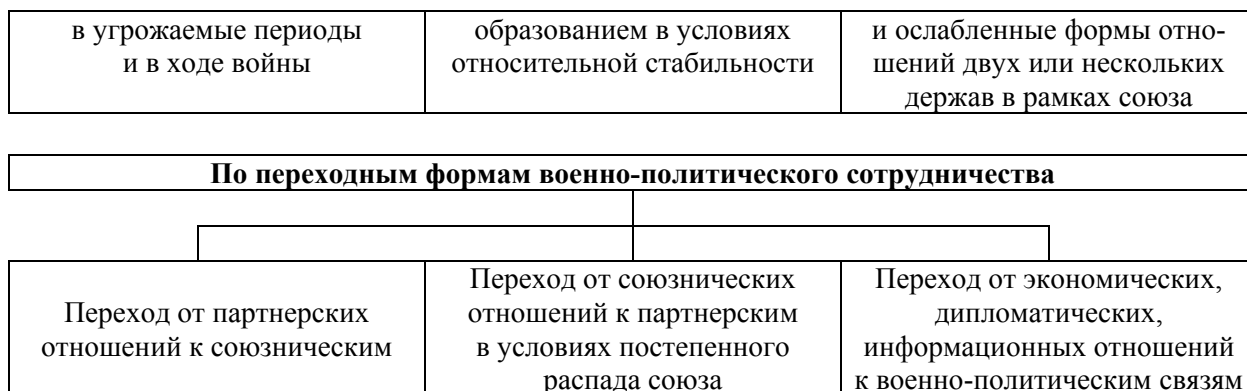 в угрожаемые периоды
и в ходе войны
образованием в условиях
относительной стабильности
и ослабленные формы отно-
шений двух или нескольких
держав в рамках союза
По переходным формам военно-политического сотрудничества
Переход от партнерских
отношений к союзническим
Переход от союзнических
отношений к партнерским
в условиях постепенного
распада союза
Переход от экономических,
дипломатических,
информационных отношений
к военно-политическим связям